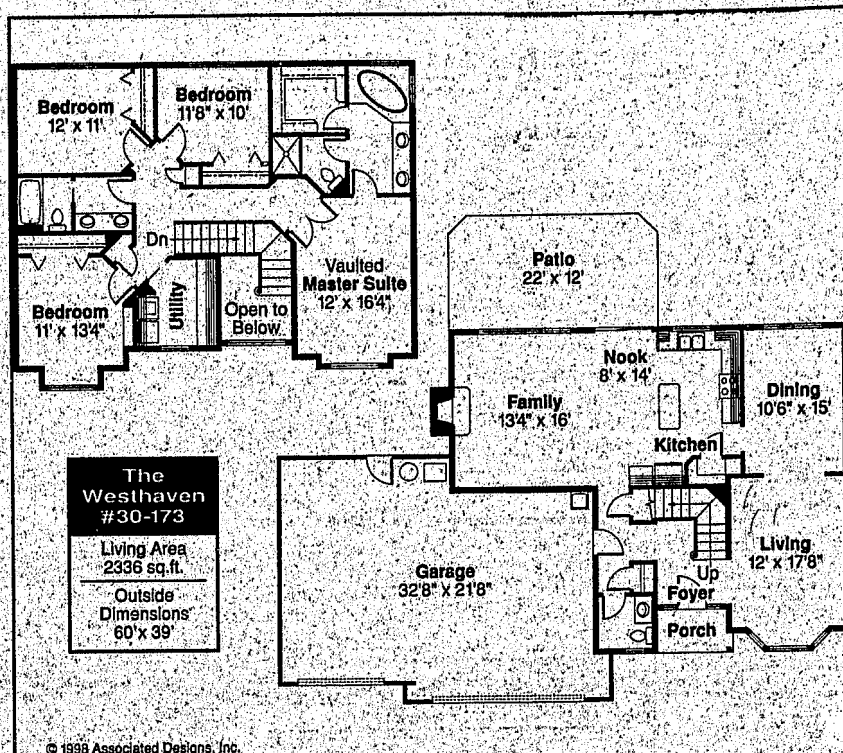 Bedroom
12' x 11'
Bedroom
11'8" x 10'
Dn
Utility
Open to
Below
Vaulted
Master Suite
12' x 16'4"
Bedroom
11' x 13'4"
Patio
22' x 12'
Nook
8' x 14'
Family
13'4" x 16'
Kitchen
Dining
10'6" x 15'
Garage
32'8" x 21'8"
Living
12' x 17'8"
Up
Foyer
Porch
The
Westhaven
#30-173
Living Area
2336 sq.ft.
Outside
Dimensions
60' x 39'
© 1998 Associated Designs, Inc.